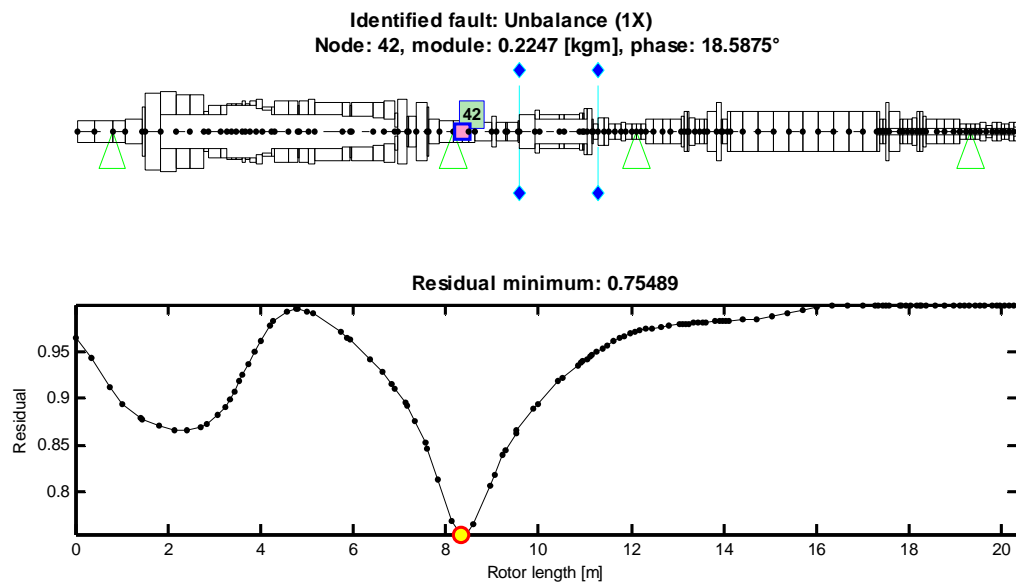 Identified fault: Unbalance (1X)
Node: 42, module: 0.2247 [kgm], phase: 18.5875°
42
Residual minimum: 0.75489
0.95
0.9
0.85
0.8
Residual
0 2 4 6 8 10 12 14 16 18 20
Rotor length [m]